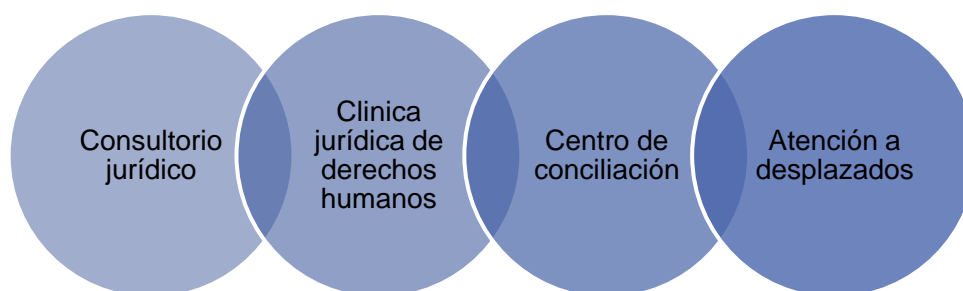 Consultorio
jurídico
Clinica
jurídica de
derechos
humanos
Centro de
conciliación
Atención a
desplazados